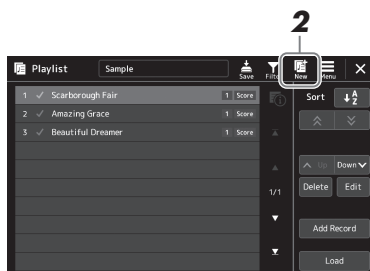 2
Playlist Sample Save Filter New Menu
1 Scarborough Fair 1 Score
2 Amazing Grace 1 Score
3 Beautiful Dreamer 1 Score
Sort A Z
Up Down
1/1
Delete Edit
Add Record
Load